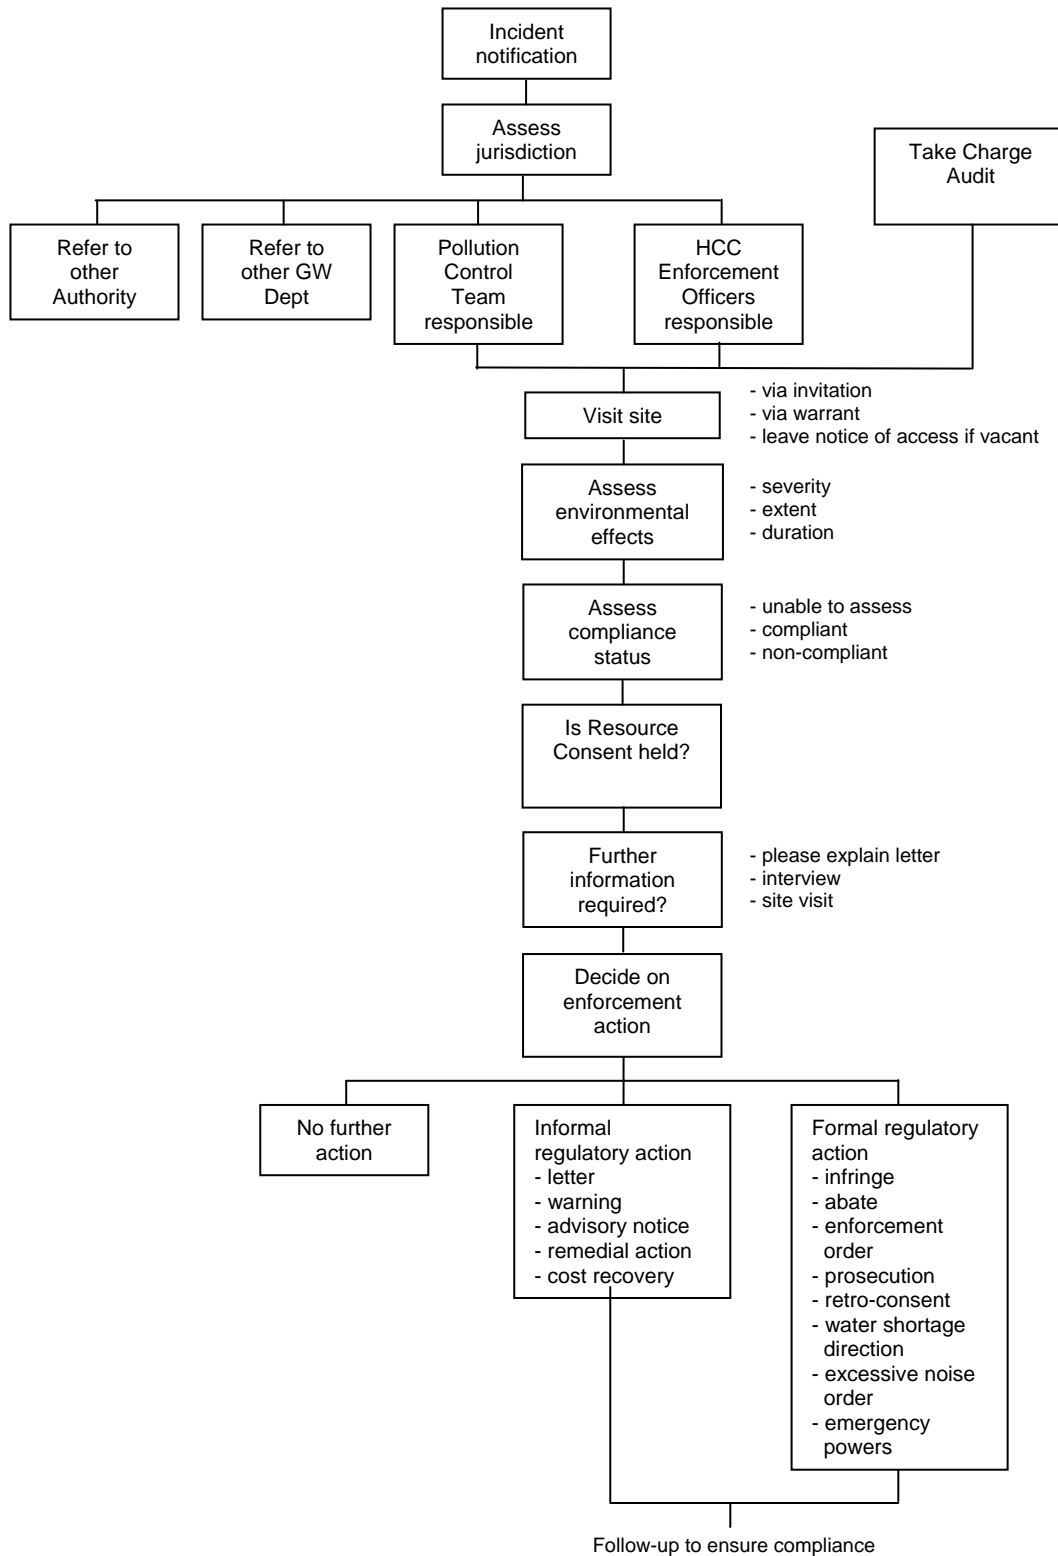 Incident
notification
Assess
jurisdiction
Take Charge
Audit
Refer to
other
Authority
Refer to
other GW
Dept
Pollution
Control
Team
responsible
HCC
Enforcement
Officers
responsible
Visit site
- via invitation
- via warrant
- leave notice of access if vacant
Assess
environmental
effects
- severity
- extent
- duration
Assess
compliance
status
- unable to assess
- compliant
- non-compliant
Is Resource
Consent held?
Further
information
required?
- please explain letter
- interview
- site visit
Decide on
enforcement
action
No further
action
Informal
regulatory action
- letter
- warning
- advisory notice
- remedial action
- cost recovery
Formal regulatory
action
- infringe
- abate
- enforcement
order
- prosecution
- retro-consent
- water shortage
direction
- excessive noise
order
- emergency
powers
Follow-up to ensure compliance